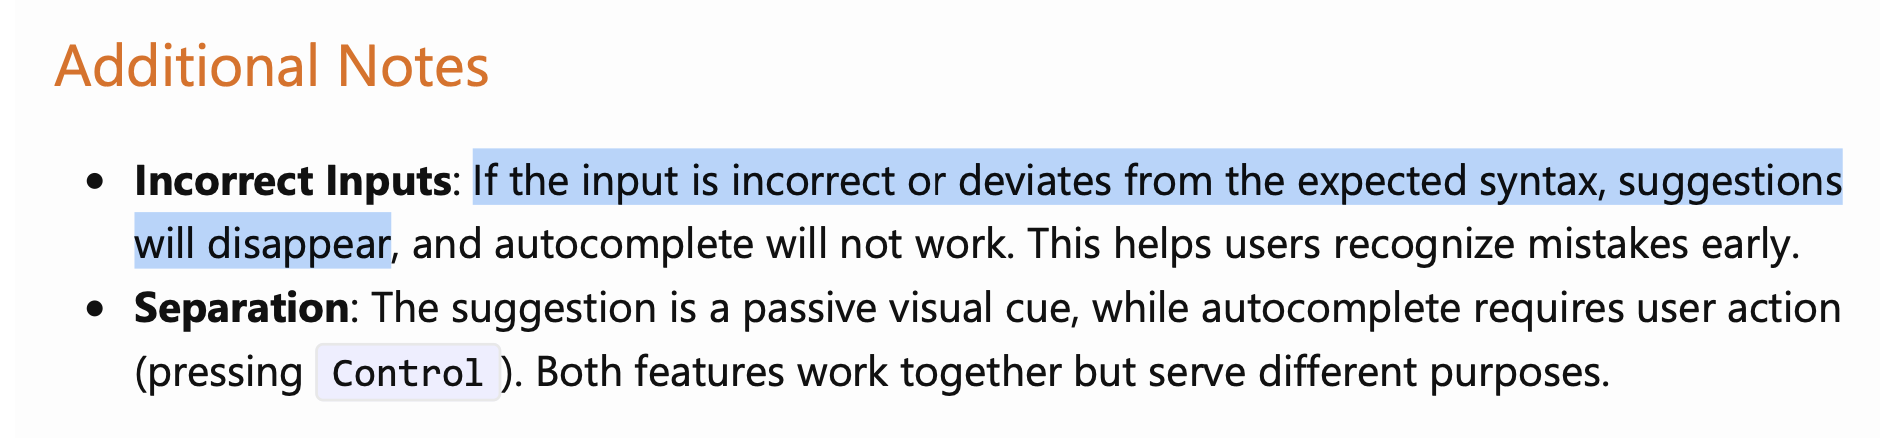 Additional Notes
• Incorrect Inputs: If the input is incorrect or deviates from the expected syntax, suggestions
will disappear, and autocomplete will not work. This helps users recognize mistakes early.
• Separation: The suggestion is a passive visual cue, while autocomplete requires user action
(pressing Control). Both features work together but serve different purposes.